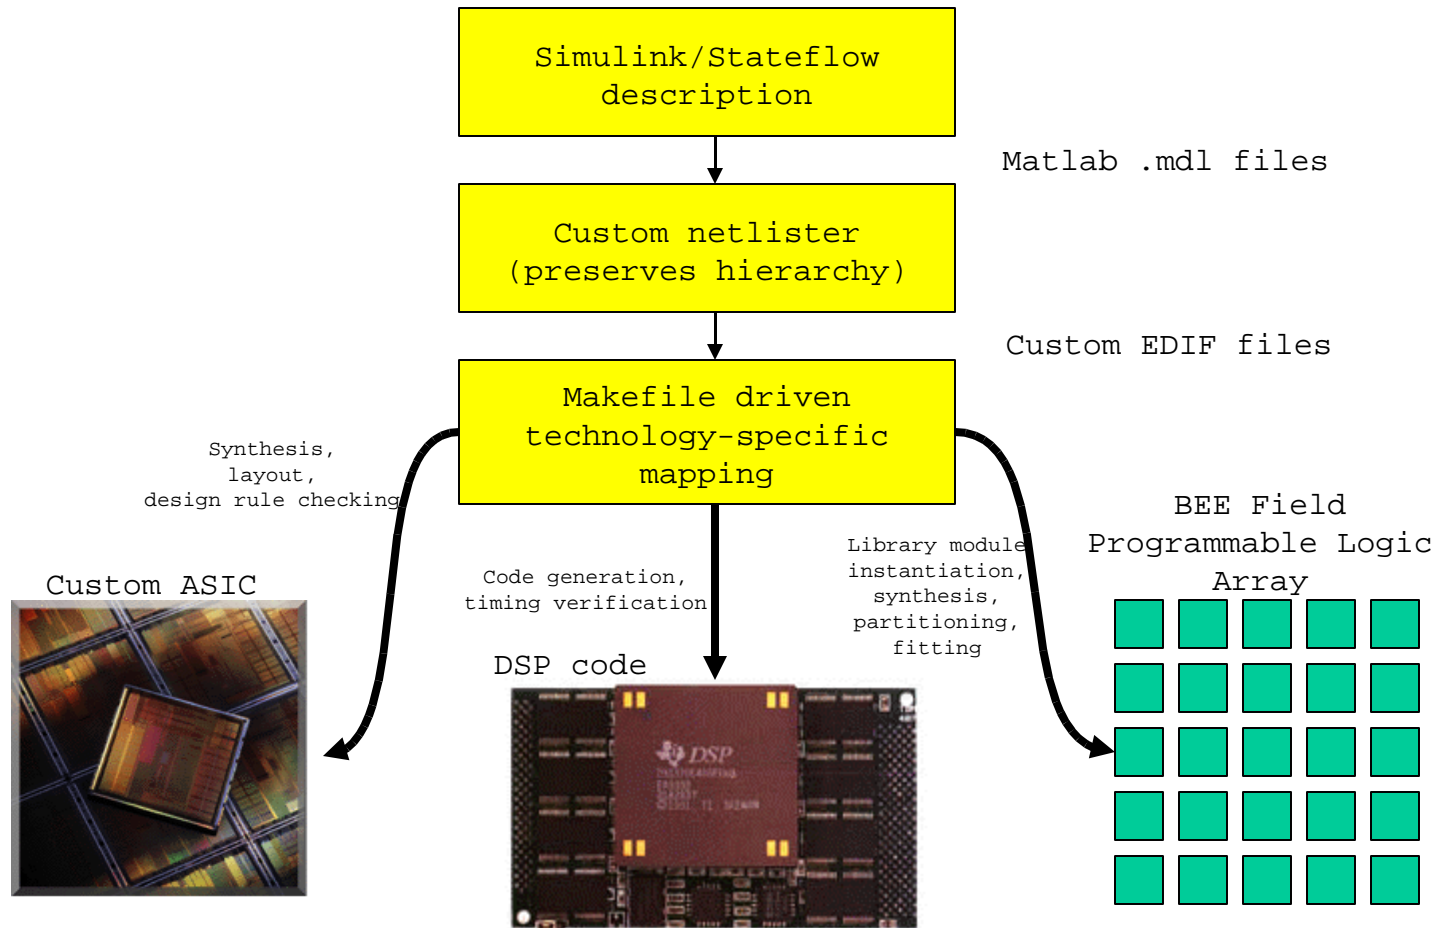 Simulink/Stateflow
description
Matlab .mdl files
Custom netlister
(preserves hierarchy)
Custom EDIF files
Makefile driven
technology-specific
mapping
Synthesis,
layout,
design rule checking
Custom ASIC
Code generation,
timing verification
DSP code
Library module
instantiation,
synthesis,
partitioning,
fitting
BEE Field
Programmable Logic
Array
DSP